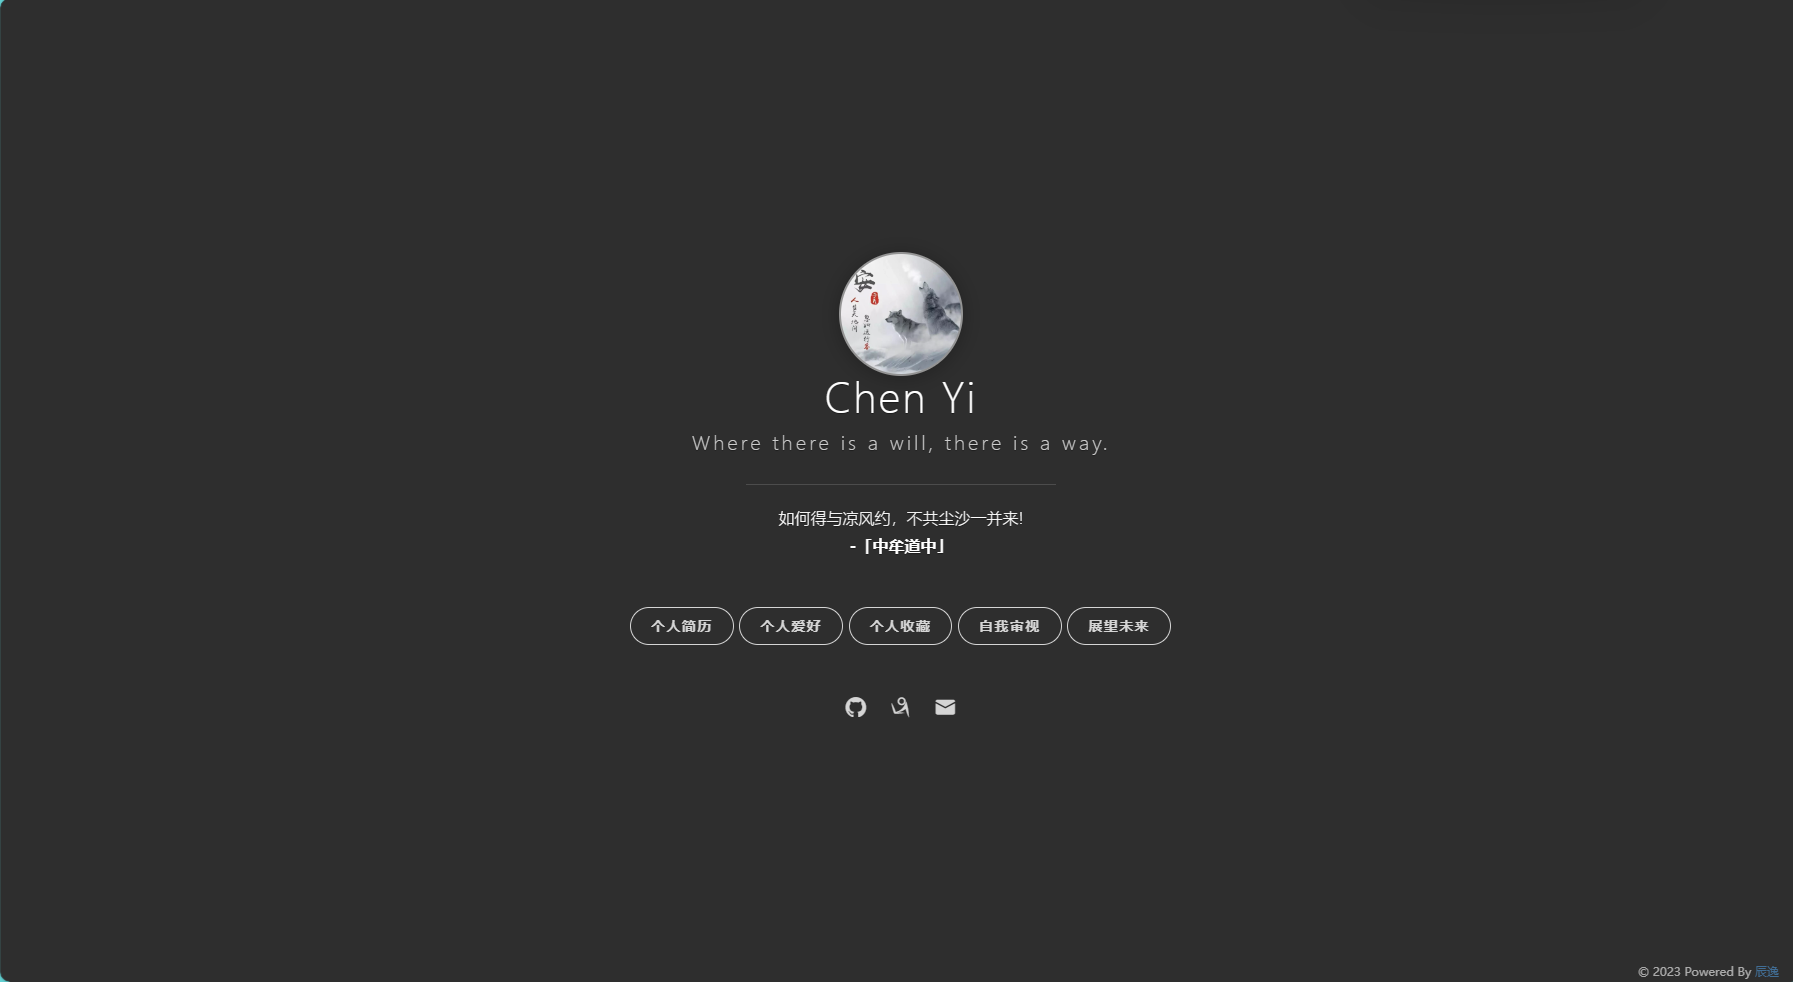 安
Chen Yi
Where there is a will, there is a way.
如何得与凉风约，不共尘沙一并来!
-「中牟道中」
个人简历
个人爱好
个人收藏
自我审视
展望未来
© 2023 Powered By 辰逸